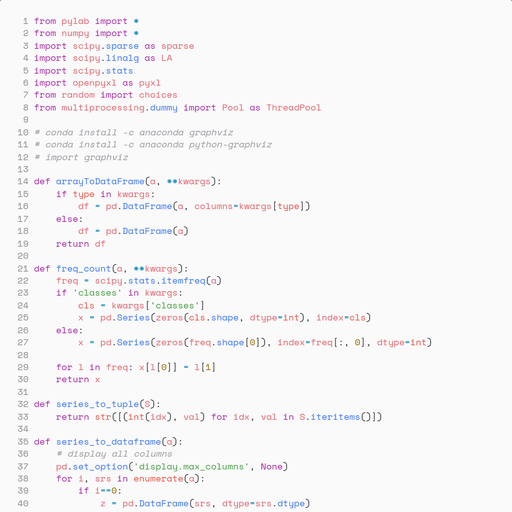 1 from pylab import *
2 from numpy import *
3 import scipy.sparse as sparse
4 import scipy.linalg as LA
5 import scipy.stats
6 import openpyxl as pyxl
7 from random import choices
8 from multiprocessing.dummy import Pool as ThreadPool
9
10 # conda install -c anaconda graphviz
11 # conda install -c anaconda python-graphviz
12 # import graphviz
13
14 def arrayToDataFrame(a, **kwargs):
15     if type in kwargs:
16         df = pd.DataFrame(a, columns=kwargs[type])
17     else:
18         df = pd.DataFrame(a)
19     return df
20
21 def freq_count(a, **kwargs):
22     freq = scipy.stats.itemfreq(a)
23     if 'classes' in kwargs:
24         cls = kwargs['classes']
25         x = pd.Series(zeros(cls.shape, dtype=int), index=cls)
26     else:
27         x = pd.Series(zeros(freq.shape[0]), index=freq[:, 0], dtype=int)
28
29     for l in freq: x[l[0]] = l[1]
30     return x
31
32 def series_to_tuple(S):
33     return str([(int(idx), val) for idx, val in S.iteritems()])
34
35 def series_to_dataframe(a):
36     # display all columns
37     pd.set_option('display.max_columns', None)
38     for i, srs in enumerate(a):
39         if i==0:
40             z = pd.DataFrame(srs, dtype=srs.dtype)